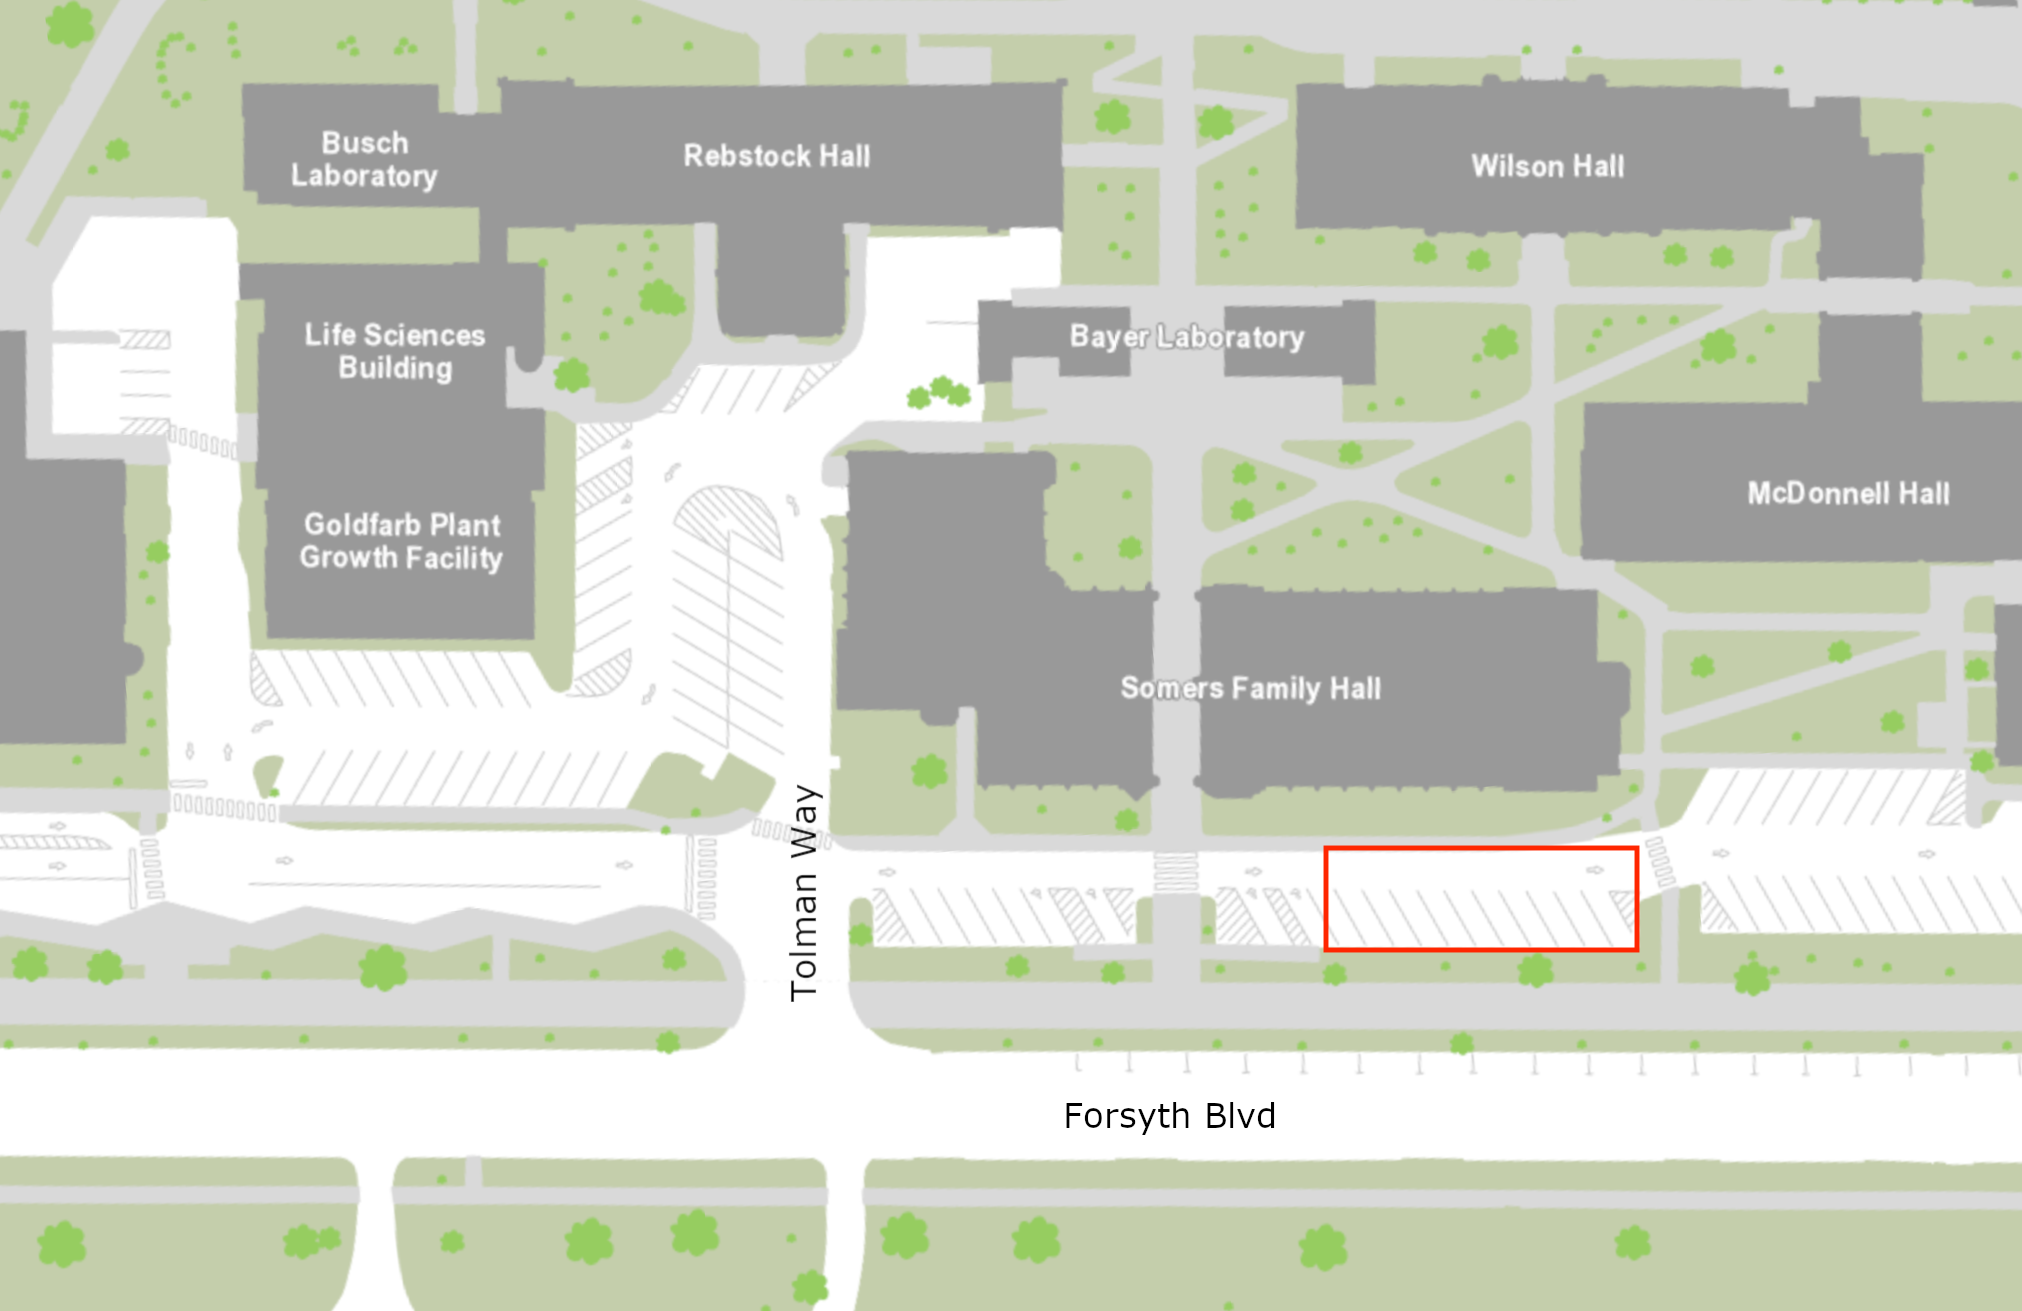 Busch
Laboratory
Rebstock Hall
Wilson Hall
Life Sciences
Building
Bayer Laboratory
Goldfarb Plant
Growth Facility
McDonnell Hall
Somers Family Hall
Tolman Way
Forsyth Blvd